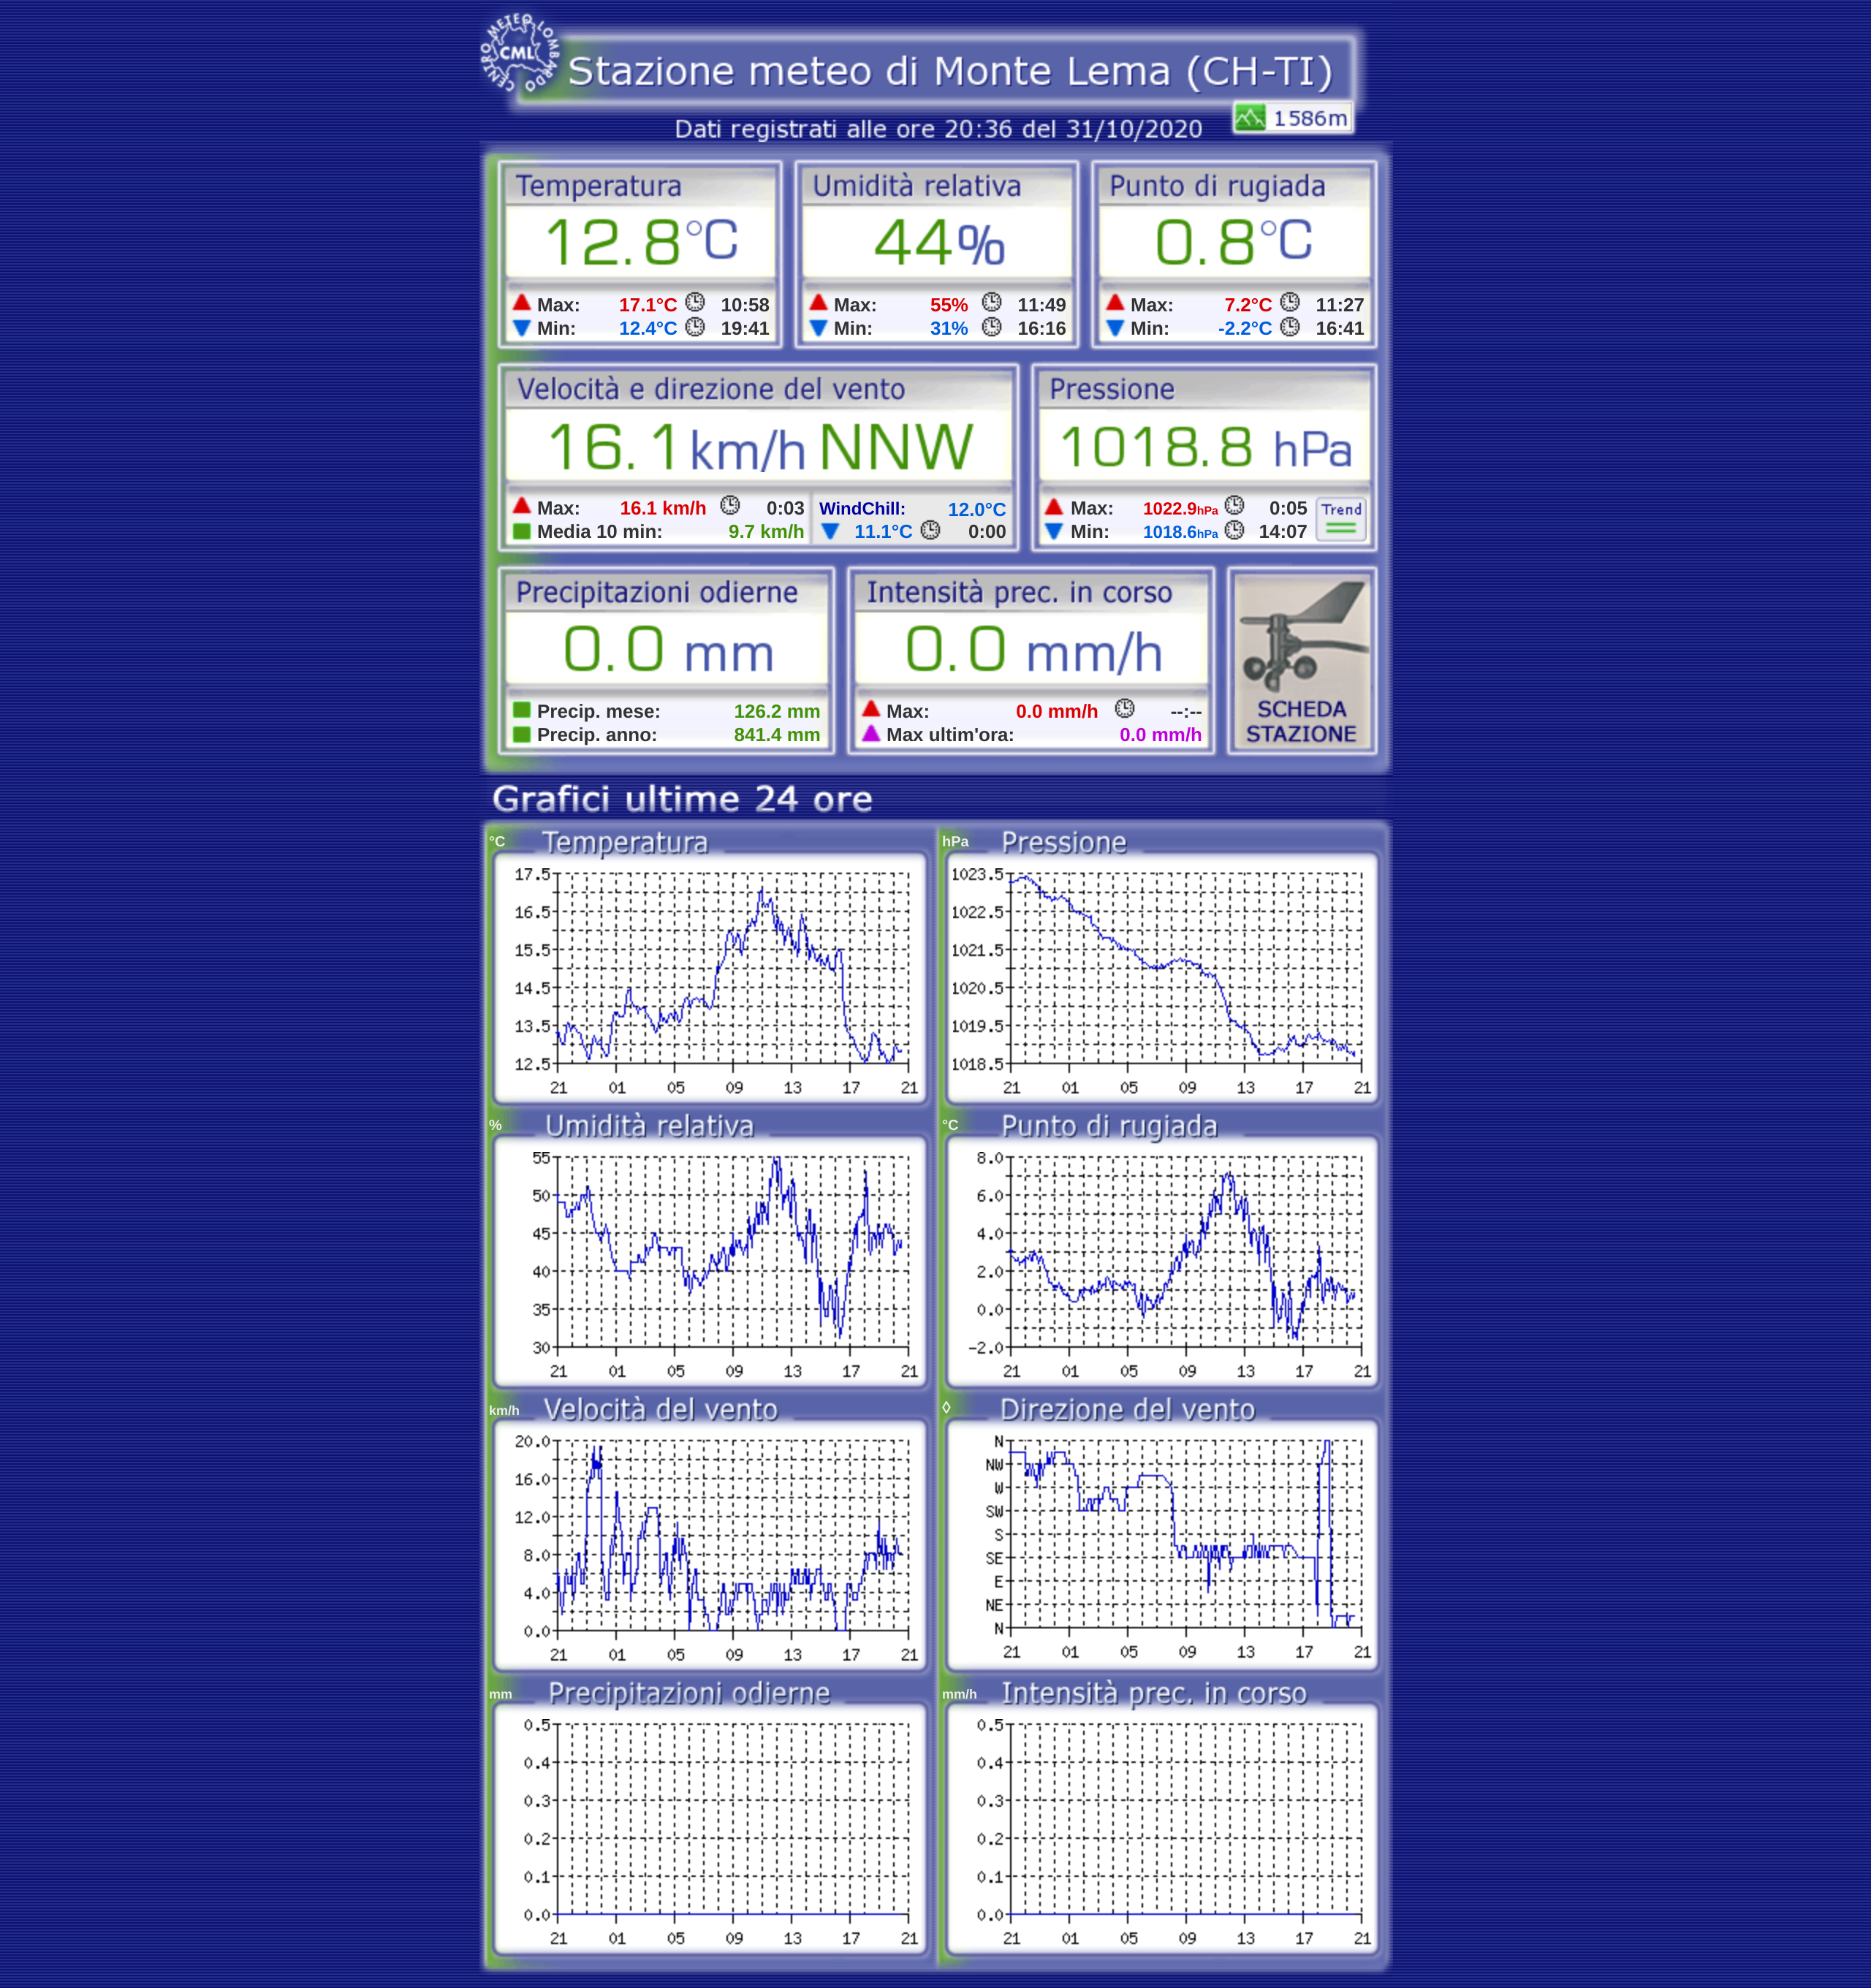 CENTRO METEO LOMBARDO
CML
Stazione meteo di Monte Lema (CH-TI)
1586m
Dati registrati alle ore 20:36 del 31/10/2020
Temperatura
12.8°C
Max: 17.1°C 10:58
Min: 12.4°C 19:41
Umidità relativa
44%
Max: 55% 11:49
Min: 31% 16:16
Punto di rugiada
0.8°C
Max: 7.2°C 11:27
Min: -2.2°C 16:41
Velocità e direzione del vento
16.1km/h NNW
Max: 16.1 km/h 0:03
Media 10 min: 9.7 km/h
WindChill: 12.0°C
11.1°C 0:00
Pressione
1018.8 hPa
Max: 1022.9hPa 0:05
Min: 1018.6hPa 14:07
Trend
Precipitazioni odierne
0.0 mm
Precip. mese: 126.2 mm
Precip. anno: 841.4 mm
Intensità prec. in corso
0.0 mm/h
Max: 0.0 mm/h --:--
Max ultim'ora: 0.0 mm/h
SCHEDA
STAZIONE
Grafici ultime 24 ore
°C Temperatura
17.5
16.5
15.5
14.5
13.5
12.5
21 01 05 09 13 17 21
hPa Pressione
1023.5
1022.5
1021.5
1020.5
1019.5
1018.5
21 01 05 09 13 17 21
% Umidità relativa
55
50
45
40
35
30
21 01 05 09 13 17 21
°C Punto di rugiada
8.0
6.0
4.0
2.0
0.0
-2.0
21 01 05 09 13 17 21
km/h Velocità del vento
20.0
16.0
12.0
8.0
4.0
0.0
21 01 05 09 13 17 21
◊ Direzione del vento
N
NW
W
SW
S
SE
E
NE
N
21 01 05 09 13 17 21
mm Precipitazioni odierne
0.5
0.4
0.3
0.2
0.1
0.0
21 01 05 09 13 17 21
mm/h Intensità prec. in corso
0.5
0.4
0.3
0.2
0.1
0.0
21 01 05 09 13 17 21